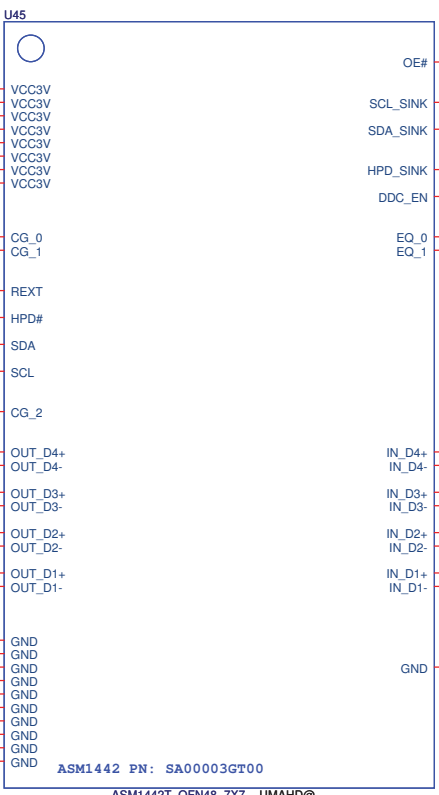 U45
VCC3V
VCC3V
VCC3V
VCC3V
VCC3V
VCC3V
VCC3V
VCC3V
CG_0
CG_1
REXT
HPD#
SDA
SCL
CG_2
OUT_D4+
OUT_D4-
OUT_D3+
OUT_D3-
OUT_D2+
OUT_D2-
OUT_D1+
OUT_D1-
GND
GND
GND
GND
GND
GND
GND
GND
GND
GND
OE#
SCL_SINK
SDA_SINK
HPD_SINK
DDC_EN
EQ_0
EQ_1
IN_D4+
IN_D4-
IN_D3+
IN_D3-
IN_D2+
IN_D2-
IN_D1+
IN_D1-
GND
ASM1442 PN: SA00003GT00
ASM1442T_QFN48_7X7 UMAHD@